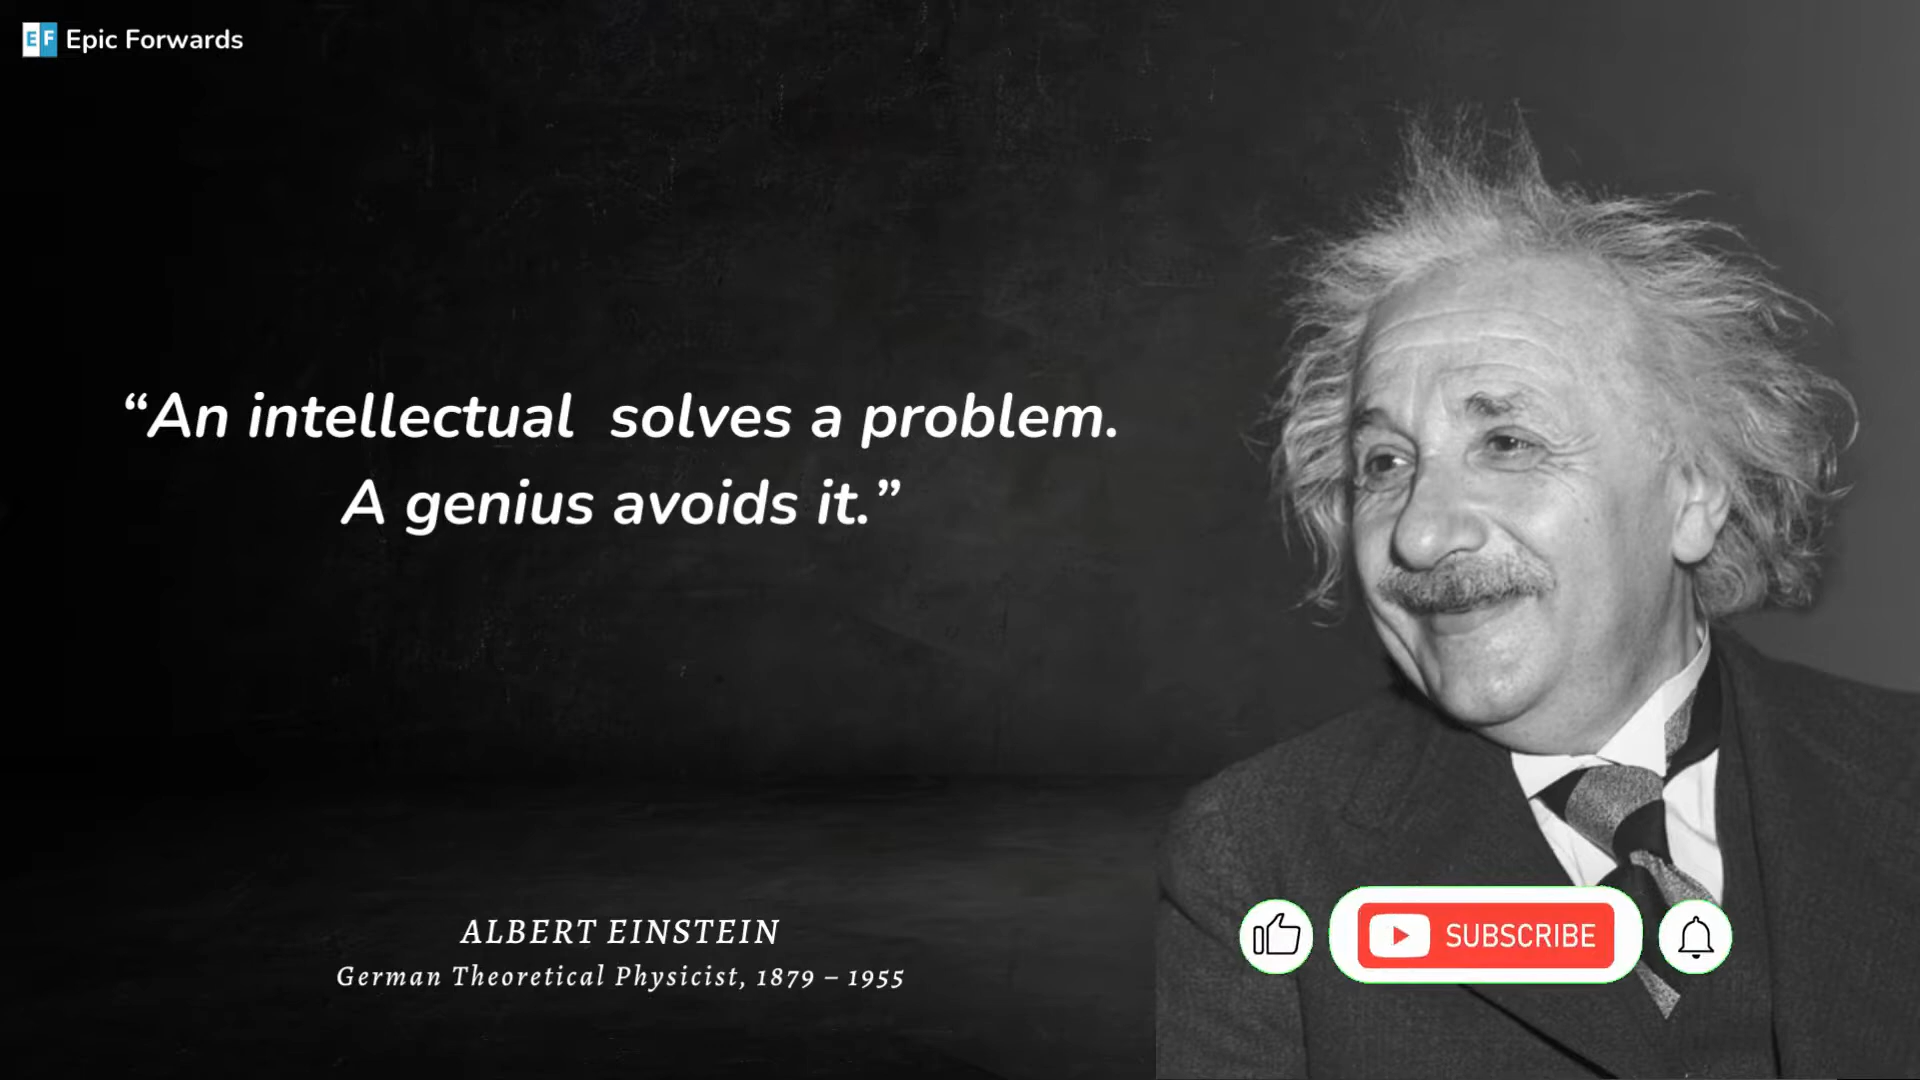 EF Epic Forwards
“An intellectual  solves a problem.
A genius avoids it.”
ALBERT EINSTEIN
German Theoretical Physicist, 1879 – 1955
SUBSCRIBE